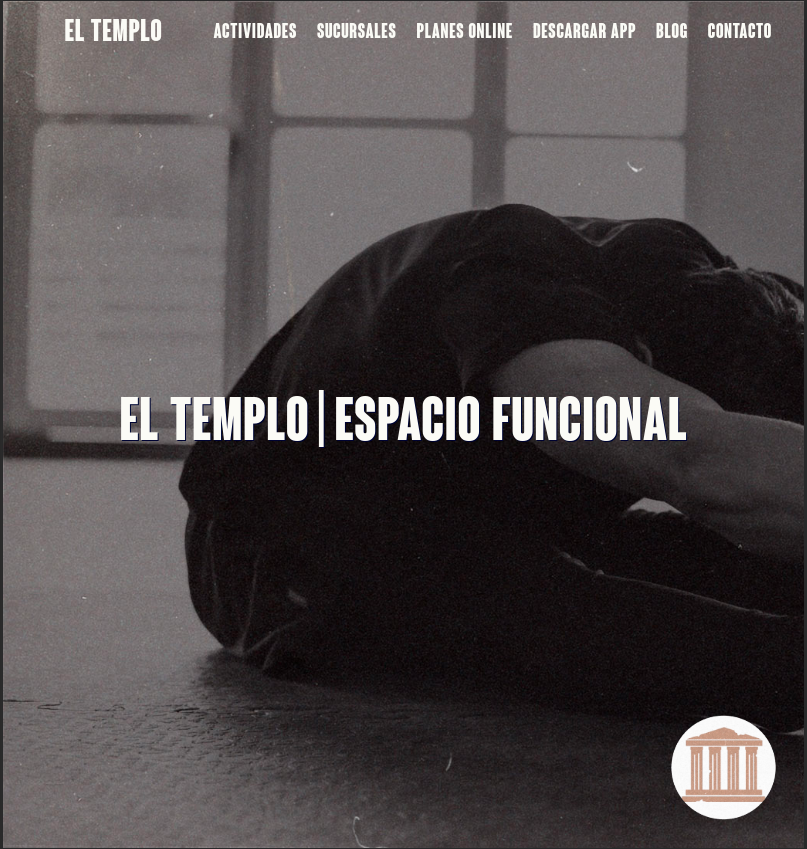 EL TEMPLO
ACTIVIDADES SUCURSALES PLANES ONLINE DESCARGAR APP BLOG CONTACTO
EL TEMPLO | ESPACIO FUNCIONAL